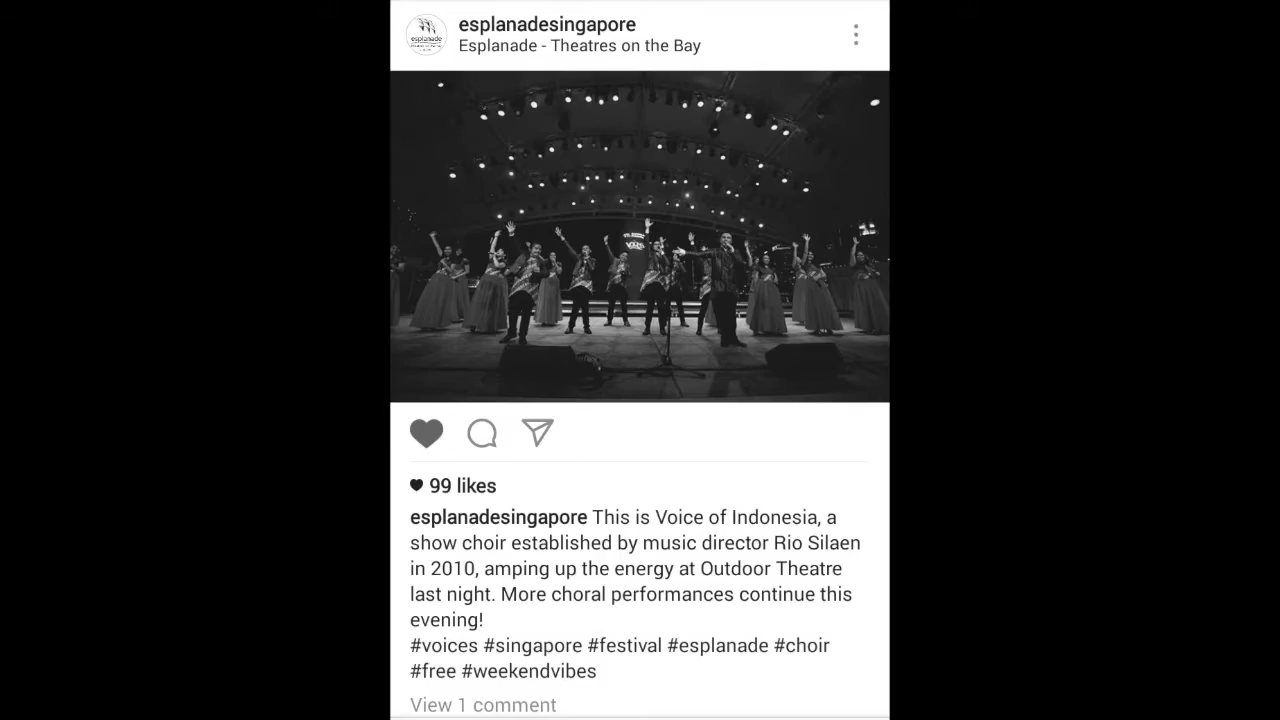 esplanadesingapore
esplanade
Esplanade - Theatres on the Bay
99 likes
esplanadesingapore This is Voice of Indonesia, a
show choir established by music director Rio Silaen
in 2010, amping up the energy at Outdoor Theatre
last night. More choral performances continue this
evening!
#voices #singapore #festival #esplanade #choir
#free #weekendvibes
View 1 comment